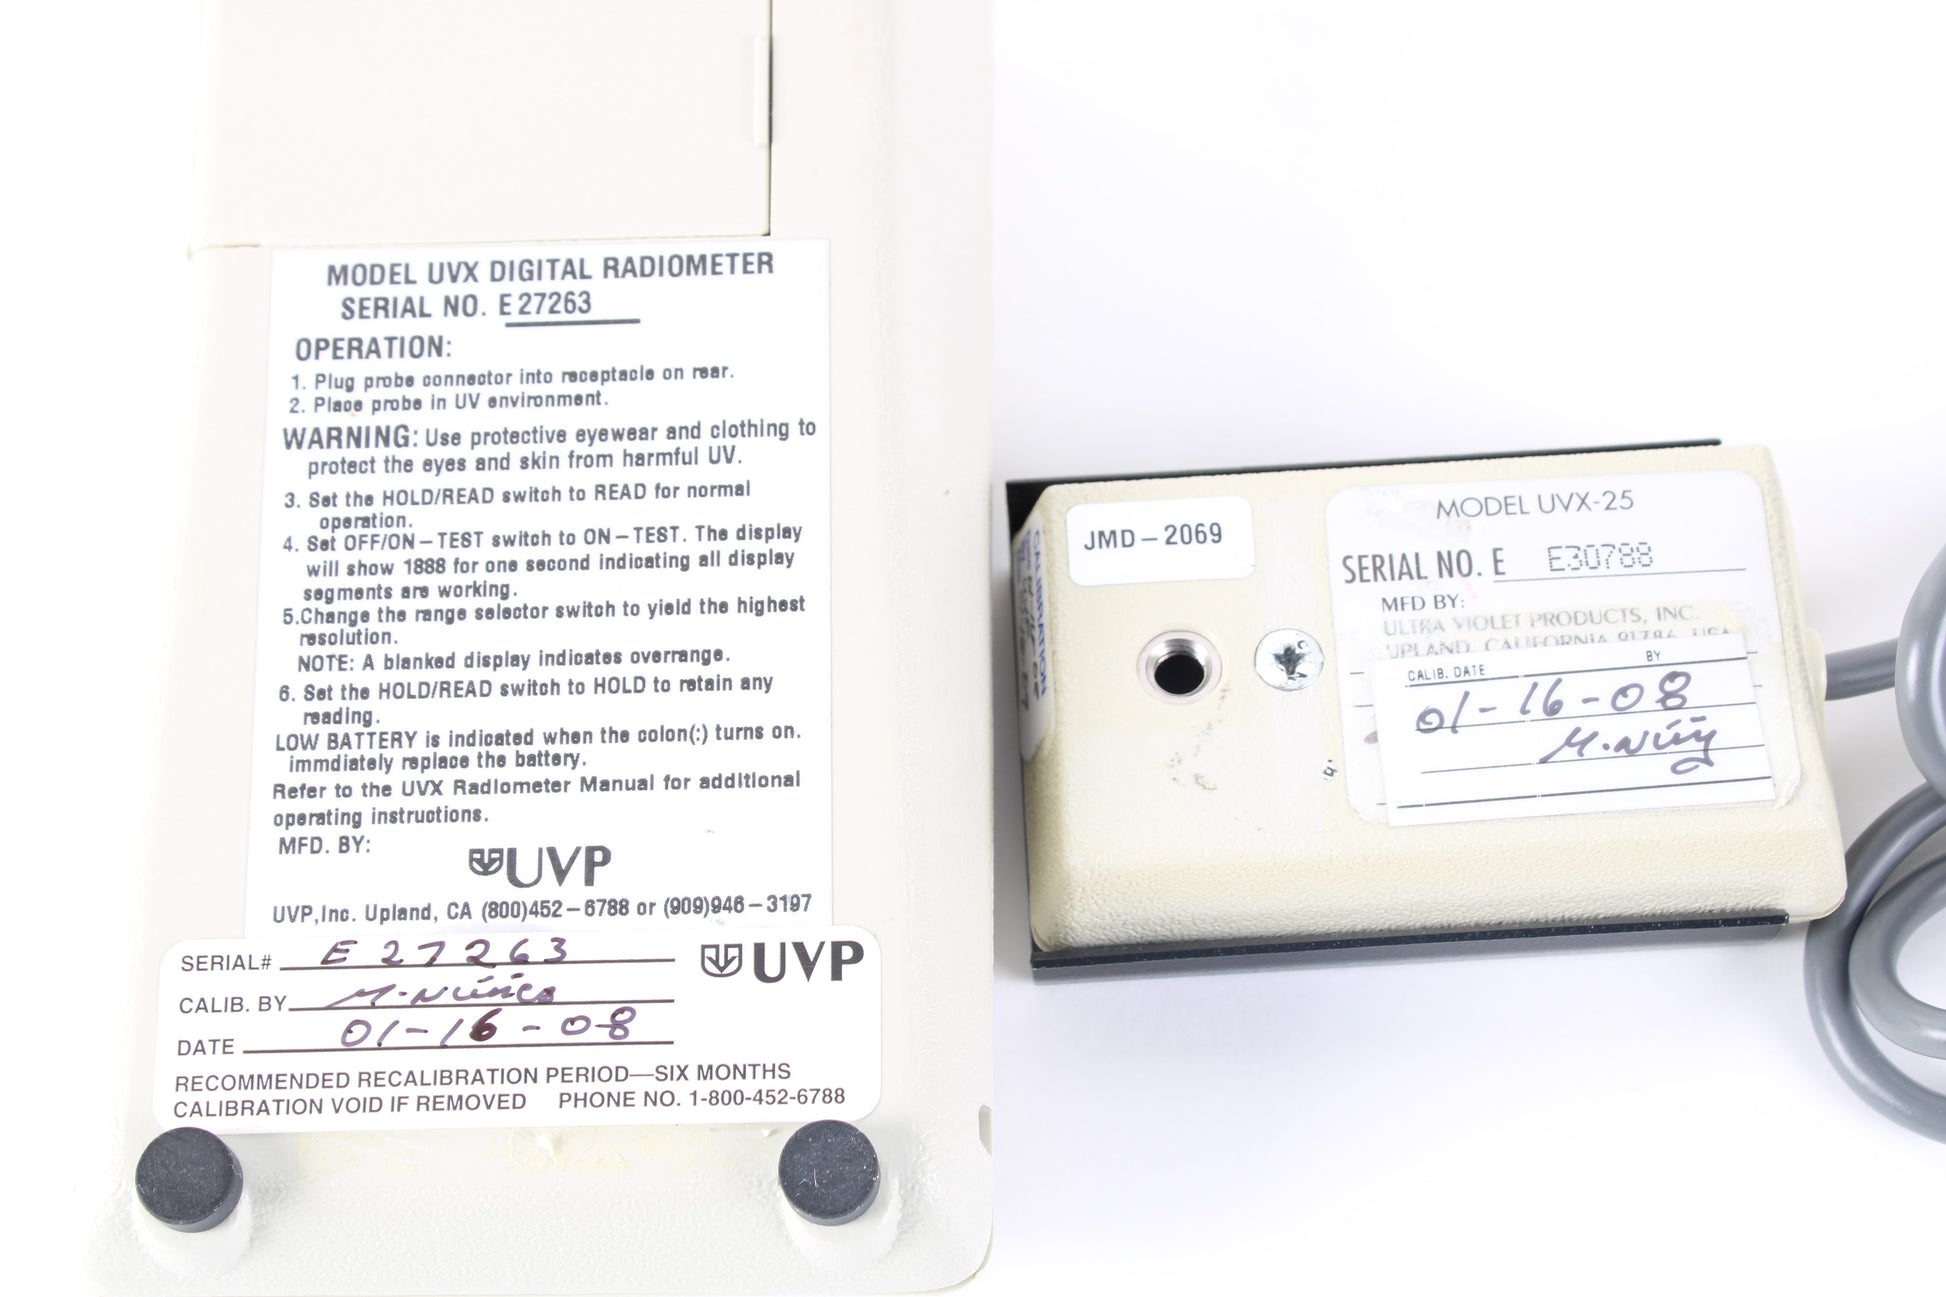 MODEL UVX DIGITAL RADIOMETER
SERIAL NO. E27263
OPERATION:
1. Plug probe connector into receptacle on rear.
2. Place probe in UV environment.
WARNING: Use protective eyewear and clothing to
protect the eyes and skin from harmful UV.
3. Set the HOLD/READ switch to READ for normal
operation.
4. Set OFF/ON-TEST switch to ON-TEST. The display
will show 1888 for one second indicating all display
segments are working.
5.Change the range selector switch to yield the highest
resolution.
NOTE: A blanked display indicates overrange.
6. Set the HOLD/READ switch to HOLD to retain any
reading.
LOW BATTERY is indicated when the colon(:) turns on.
immdiately replace the battery.
Refer to the UVX Radiometer Manual for additional
operating instructions.
MFD. BY:
UVP
UVP,Inc. Upland, CA (800)452-6788 or (909)946-3197
SERIAL# E27263
UVP
CALIB. BY M. Núñez
DATE 01-16-08
RECOMMENDED RECALIBRATION PERIOD—SIX MONTHS
CALIBRATION VOID IF REMOVED PHONE NO. 1-800-452-6788
CALIBRATION
JMD-2069
MODEL UVX-25
SERIAL NO. E E30788
MFD BY:
ULTRA VIOLET PRODUCTS, INC.
UPLAND, CALIFORNIA 91786 USA
CALIB. DATE BY
01-16-08
M. Núñ